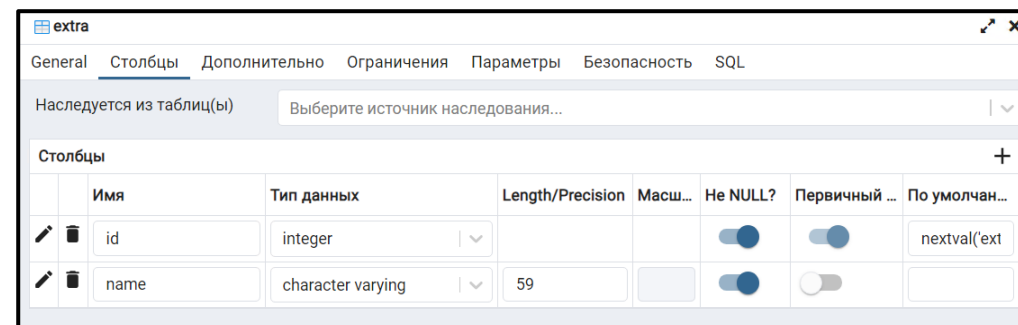 extra
General Столбцы Дополнительно Ограничения Параметры Безопасность SQL
Наследуется из таблиц(ы) Выберите источник наследования...
Столбцы
Имя Тип данных Length/Precision Масш... Не NULL? Первичный ... По умолчан...
id integer nextval('ext
name character varying 59